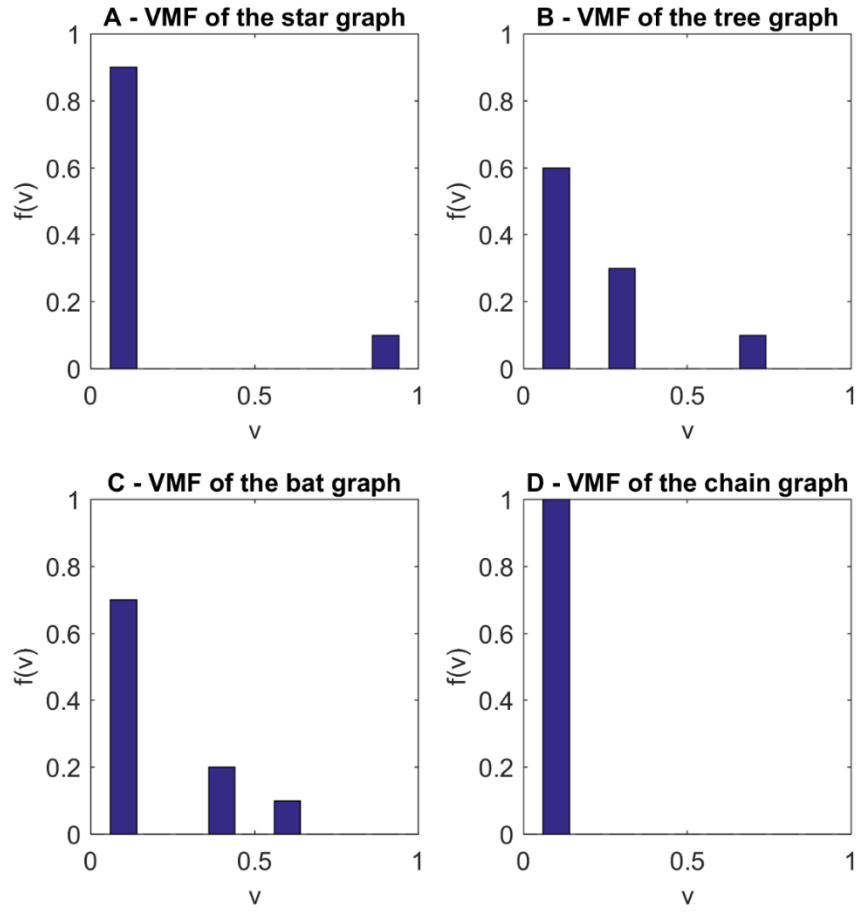 A - VMF of the star graph
1
0.8
0.6
0.4
0.2
0
f(v)
0 0.5 1
v
B - VMF of the tree graph
1
0.8
0.6
0.4
0.2
0
f(v)
0 0.5 1
v
C - VMF of the bat graph
1
0.8
0.6
0.4
0.2
0
f(v)
0 0.5 1
v
D - VMF of the chain graph
1
0.8
0.6
0.4
0.2
0
f(v)
0 0.5 1
v